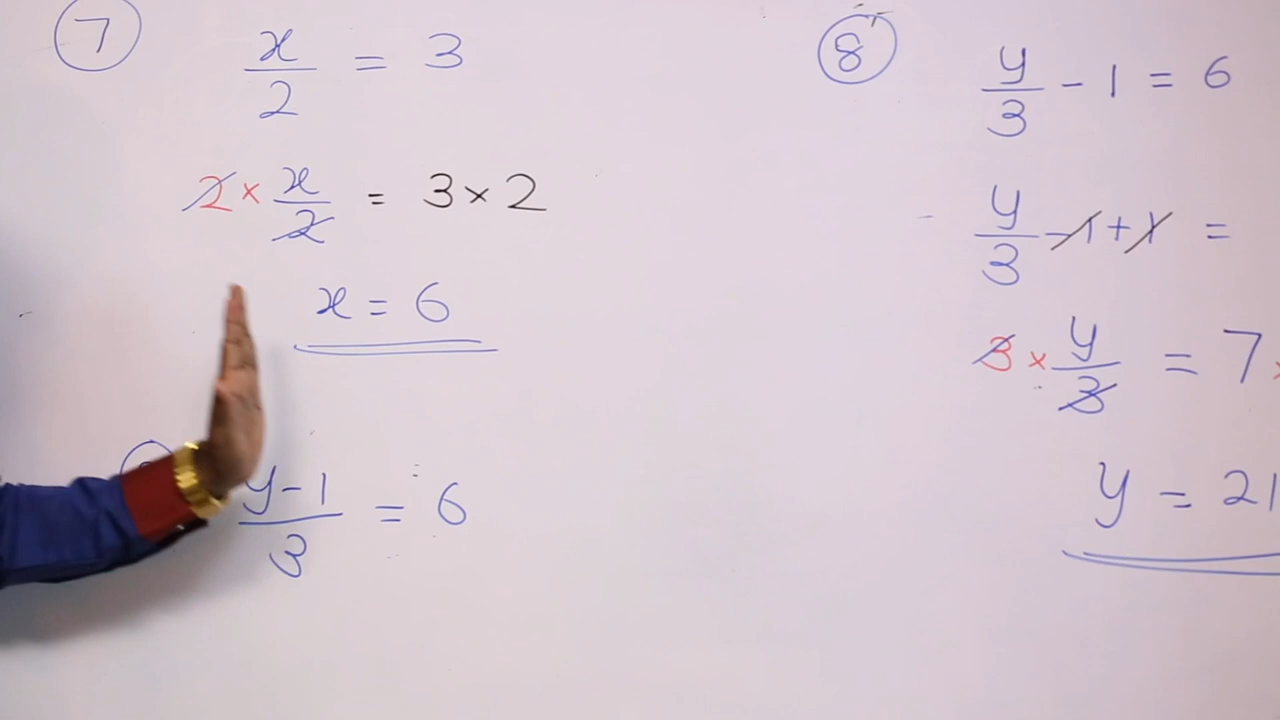 7
x/2 = 3
2 × x/2 = 3 × 2
x = 6
(y-1)/3 = 6
8
y/3 - 1 = 6
y/3 - 1 + 1 =
3 × y/3 = 7 ×
y = 21